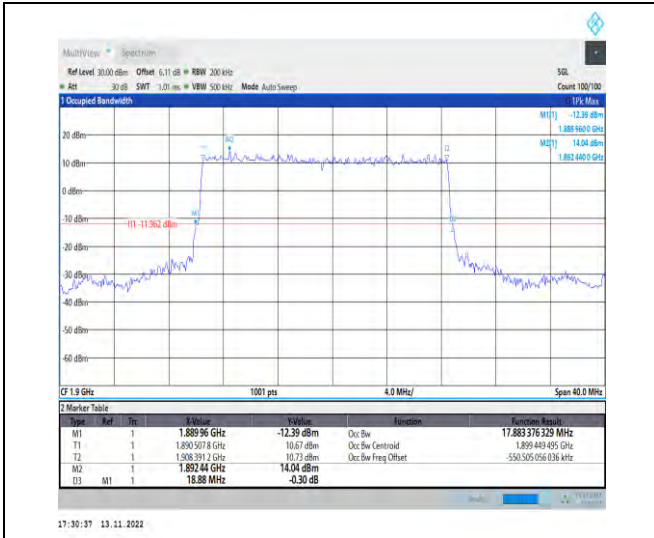 MultiView Spectrum
Ref Level 30.00 dBm Offset 6.11 dB RBW 200 kHz SGL
Att 30 dB SWT 1.01 ms VBW 500 kHz Mode Auto Sweep Count 100/100
1 Occupied Bandwidth 1Pk Max
M1[1] -12.39 dBm
1.889 960 0 GHz
M2[1] 14.04 dBm
1.892 440 0 GHz
M2
T1
T2
20 dBm
10 dBm
0 dBm
M1
D3
-10 dBm
H1 -11.962 dBm
-20 dBm
-30 dBm
-40 dBm
-50 dBm
-60 dBm
CF 1.9 GHz 1001 pts 4.0 MHz/ Span 40.0 MHz
2 Marker Table
Type Ref Trc X-Value Y-Value Function Function Result
M1 1 1.889 96 GHz -12.39 dBm Occ Bw 17.883 376 329 MHz
T1 1 1.890 507 8 GHz 10.67 dBm Occ Bw Centroid 1.899 449 495 GHz
T2 1 1.908 391 2 GHz 10.73 dBm Occ Bw Freq Offset -550.505 056 036 kHz
M2 1 1.892 44 GHz 14.04 dBm
D3 M1 1 18.88 MHz -0.30 dB
17:30:37 13.11.2022